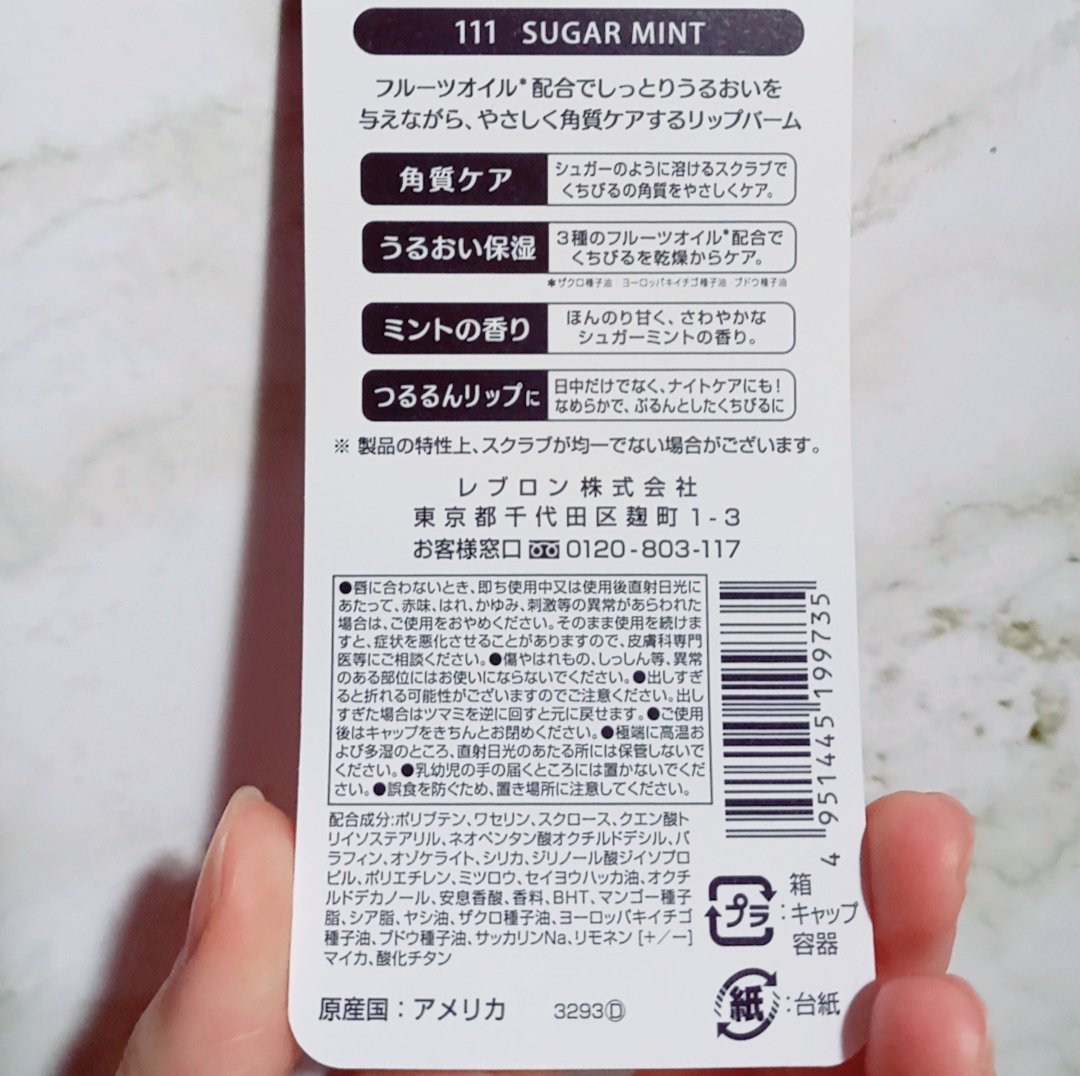 111 SUGAR MINT
フルーツオイル*配合でしっとりうるおいを
与えながら、やさしく角質ケアするリップバーム
角質ケア
シュガーのように溶けるスクラブで
くちびるの角質をやさしくケア。
うるおい保湿
3種のフルーツオイル*配合で
くちびるを乾燥からケア。
*ザクロ種子油・ヨーロッパキイチゴ種子油・ブドウ種子油
ミントの香り
ほんのり甘く、さわやかな
シュガーミントの香り。
つるるんリップに
日中だけでなく、ナイトケアにも!
なめらかで、ぷるんとしたくちびるに
※ 製品の特性上、スクラブが均一でない場合がございます。
レブロン株式会社
東京都千代田区麹町1-3
お客様窓口 0120-803-117
●唇に合わないとき、即ち使用中又は使用後直射日光に
あたって、赤味、はれ、かゆみ、刺激等の異常があらわれた
場合は、ご使用をおやめください。そのまま使用を続けま
すと、症状を悪化させることがありますので、皮膚科専門
医等にご相談ください。●傷やはれもの、しっしん等、異常
のある部位にはお使いにならないでください。●出しすぎ
ると折れる可能性がございますのでご注意ください。出し
すぎた場合はツマミを逆に回すと元に戻せます。●ご使用
後はキャップをきちんとお閉めください。●極端に高温お
よび多湿のところ、直射日光のあたる所には保管しないで
ください。●乳幼児の手の届くところには置かないでくだ
さい。●誤食を防ぐため、置き場所に注意してください。
配合成分:ポリブテン、ワセリン、スクロース、クエン酸ト
リイソステアリル、ネオペンタン酸オクチルドデシル、パ
ラフィン、オゾケライト、シリカ、ジリノール酸ジイソプロ
ピル、ポリエチレン、ミツロウ、セイヨウハッカ油、オクチ
ルドデカノール、安息香酸、香料、BHT、マンゴー種子
脂、シア脂、ヤシ油、ザクロ種子油、ヨーロッパキイチゴ
種子油、ブドウ種子油、サッカリンNa、リモネン [+/−]
マイカ、酸化チタン
原産国:アメリカ 3293Ⓓ
4 951445 199735
プラ:箱
キャップ
容器
紙:台紙